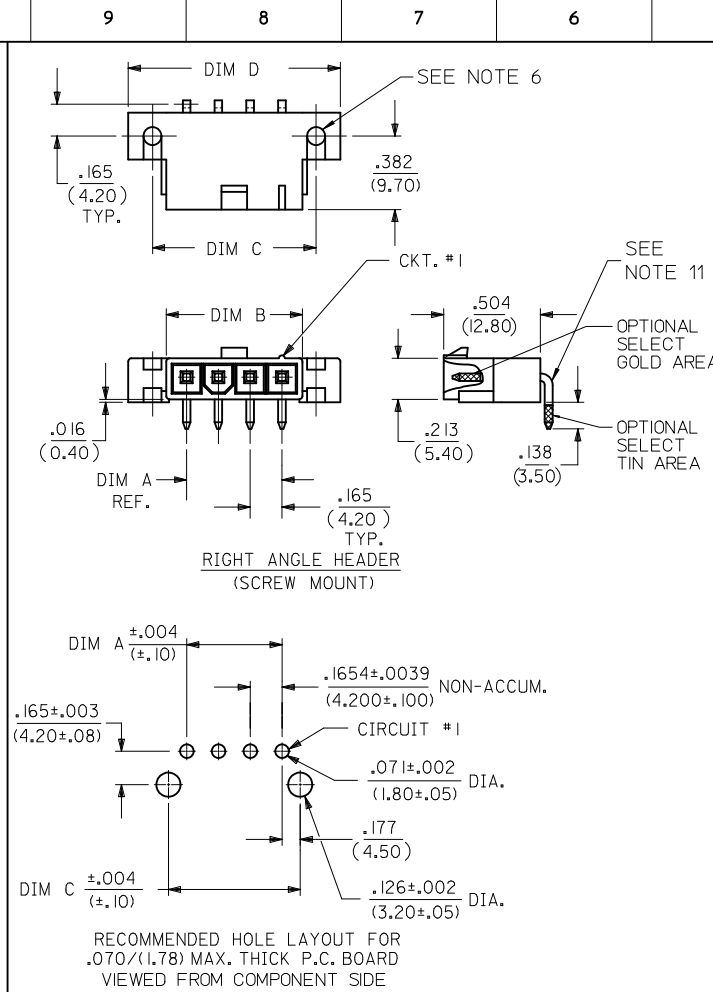 9 8 7 6
DIM D
SEE NOTE 6
.165
(4.20)
TYP.
.382
(9.70)
DIM C
CKT. #1
SEE
NOTE 11
DIM B
.504
(12.80)
OPTIONAL
SELECT
GOLD AREA
.016
(0.40)
.213
(5.40)
.138
(3.50)
OPTIONAL
SELECT
TIN AREA
DIM A
REF.
.165
(4.20)
TYP.
RIGHT ANGLE HEADER
(SCREW MOUNT)
DIM A ±.004
(±.10)
.1654±.0039
(4.200±.100) NON-ACCUM.
.165±.003
(4.20±.08)
CIRCUIT #1
.071±.002
(1.80±.05) DIA.
.177
(4.50)
DIM C ±.004
(±.10)
.126±.002
(3.20±.05) DIA.
RECOMMENDED HOLE LAYOUT FOR
.070/(1.78) MAX. THICK P.C. BOARD
VIEWED FROM COMPONENT SIDE